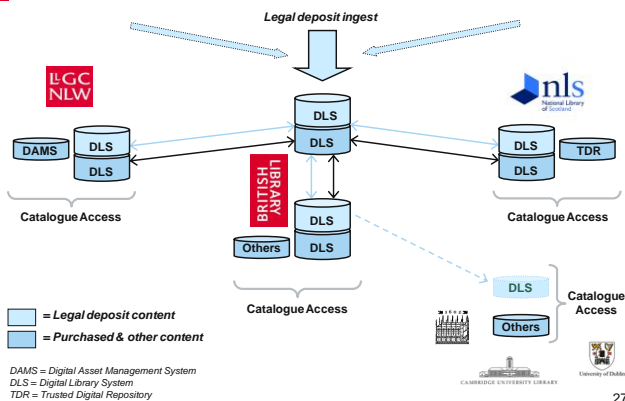 Legal deposit ingest
LlGC
NLW
nls
National Library
of Scotland
DLS
DLS
DAMS
DLS
DLS
DLS
DLS
TDR
BRITISH
LIBRARY
Catalogue Access
Catalogue Access
Others
DLS
DLS
Catalogue Access
DLS
Others
Catalogue
Access
= Legal deposit content
= Purchased & other content
1602
CAMBRIDGE UNIVERSITY LIBRARY
University of Dublin
DAMS = Digital Asset Management System
DLS = Digital Library System
TDR = Trusted Digital Repository
27